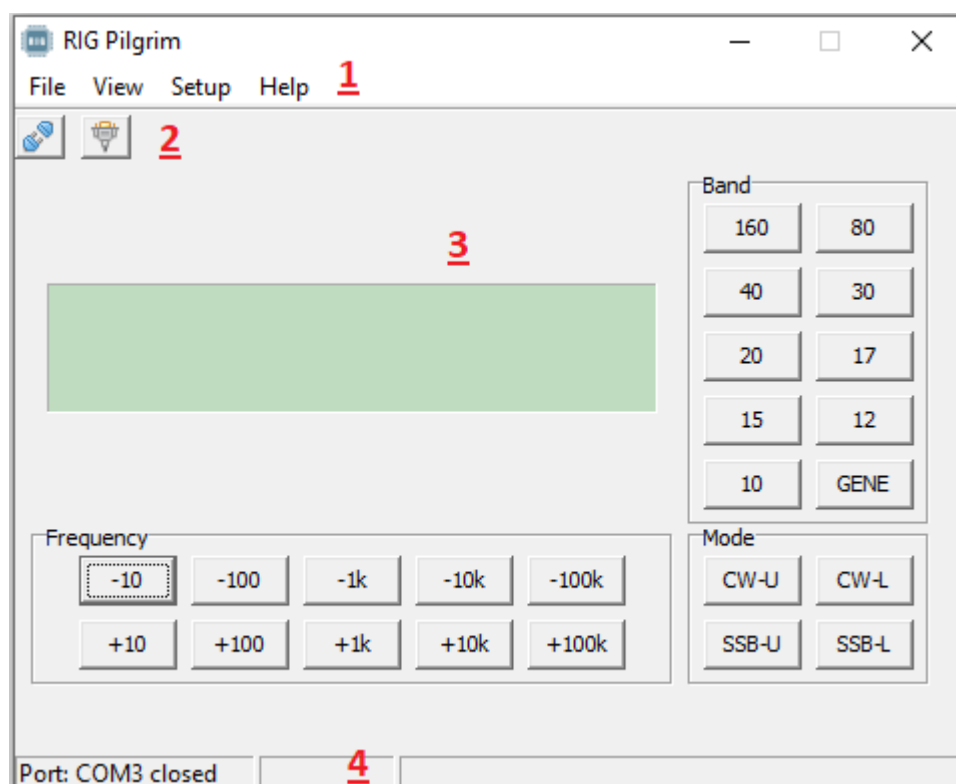 RIG Pilgrim
File View Setup Help 1
2
3
Band
160 80
40 30
20 17
15 12
10 GENE
Frequency
-10 -100 -1k -10k -100k
+10 +100 +1k +10k +100k
Mode
CW-U CW-L
SSB-U SSB-L
Port: COM3 closed 4